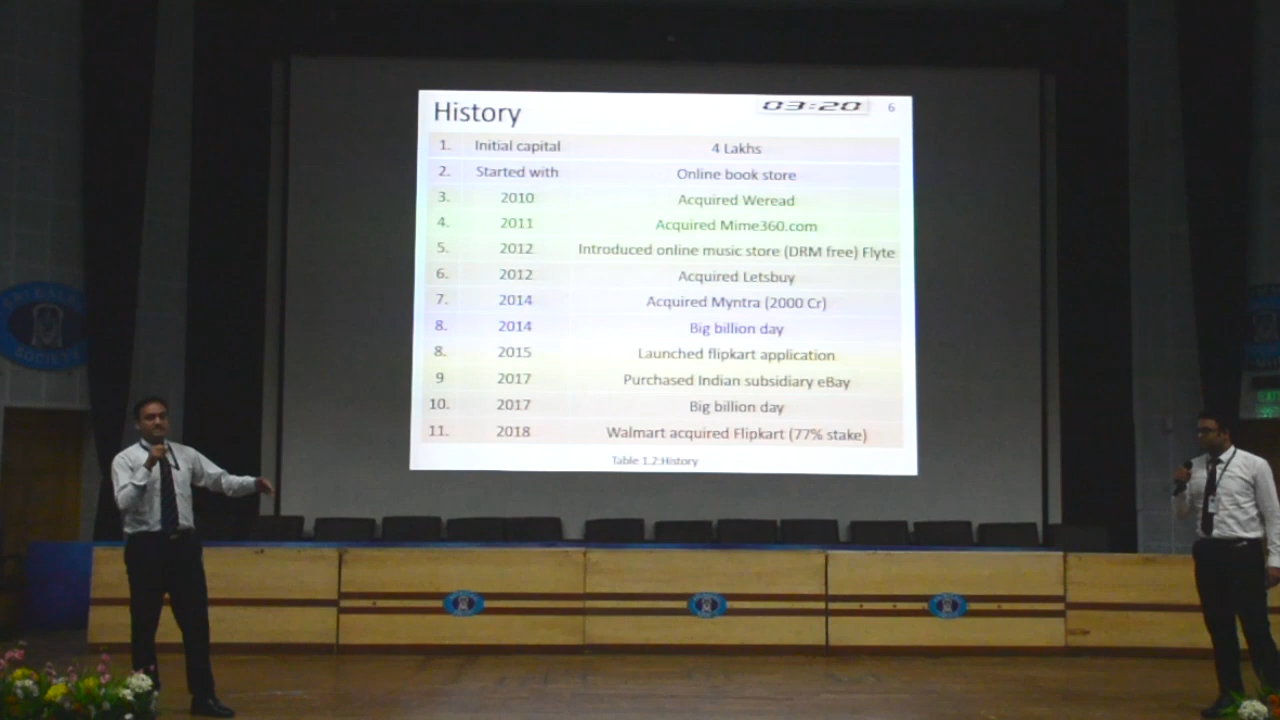 History
03:20
6
1. Initial capital 4 Lakhs
2. Started with Online book store
3. 2010 Acquired Weread
4. 2011 Acquired Mime360.com
5. 2012 Introduced online music store (DRM free) Flyte
6. 2012 Acquired Letsbuy
7. 2014 Acquired Myntra (2000 Cr)
8. 2014 Big billion day
8. 2015 Launched flipkart application
9 2017 Purchased Indian subsidiary eBay
10. 2017 Big billion day
11. 2018 Walmart acquired Flipkart (77% stake)
Table 1.2:History
SOCIETY
EXIT